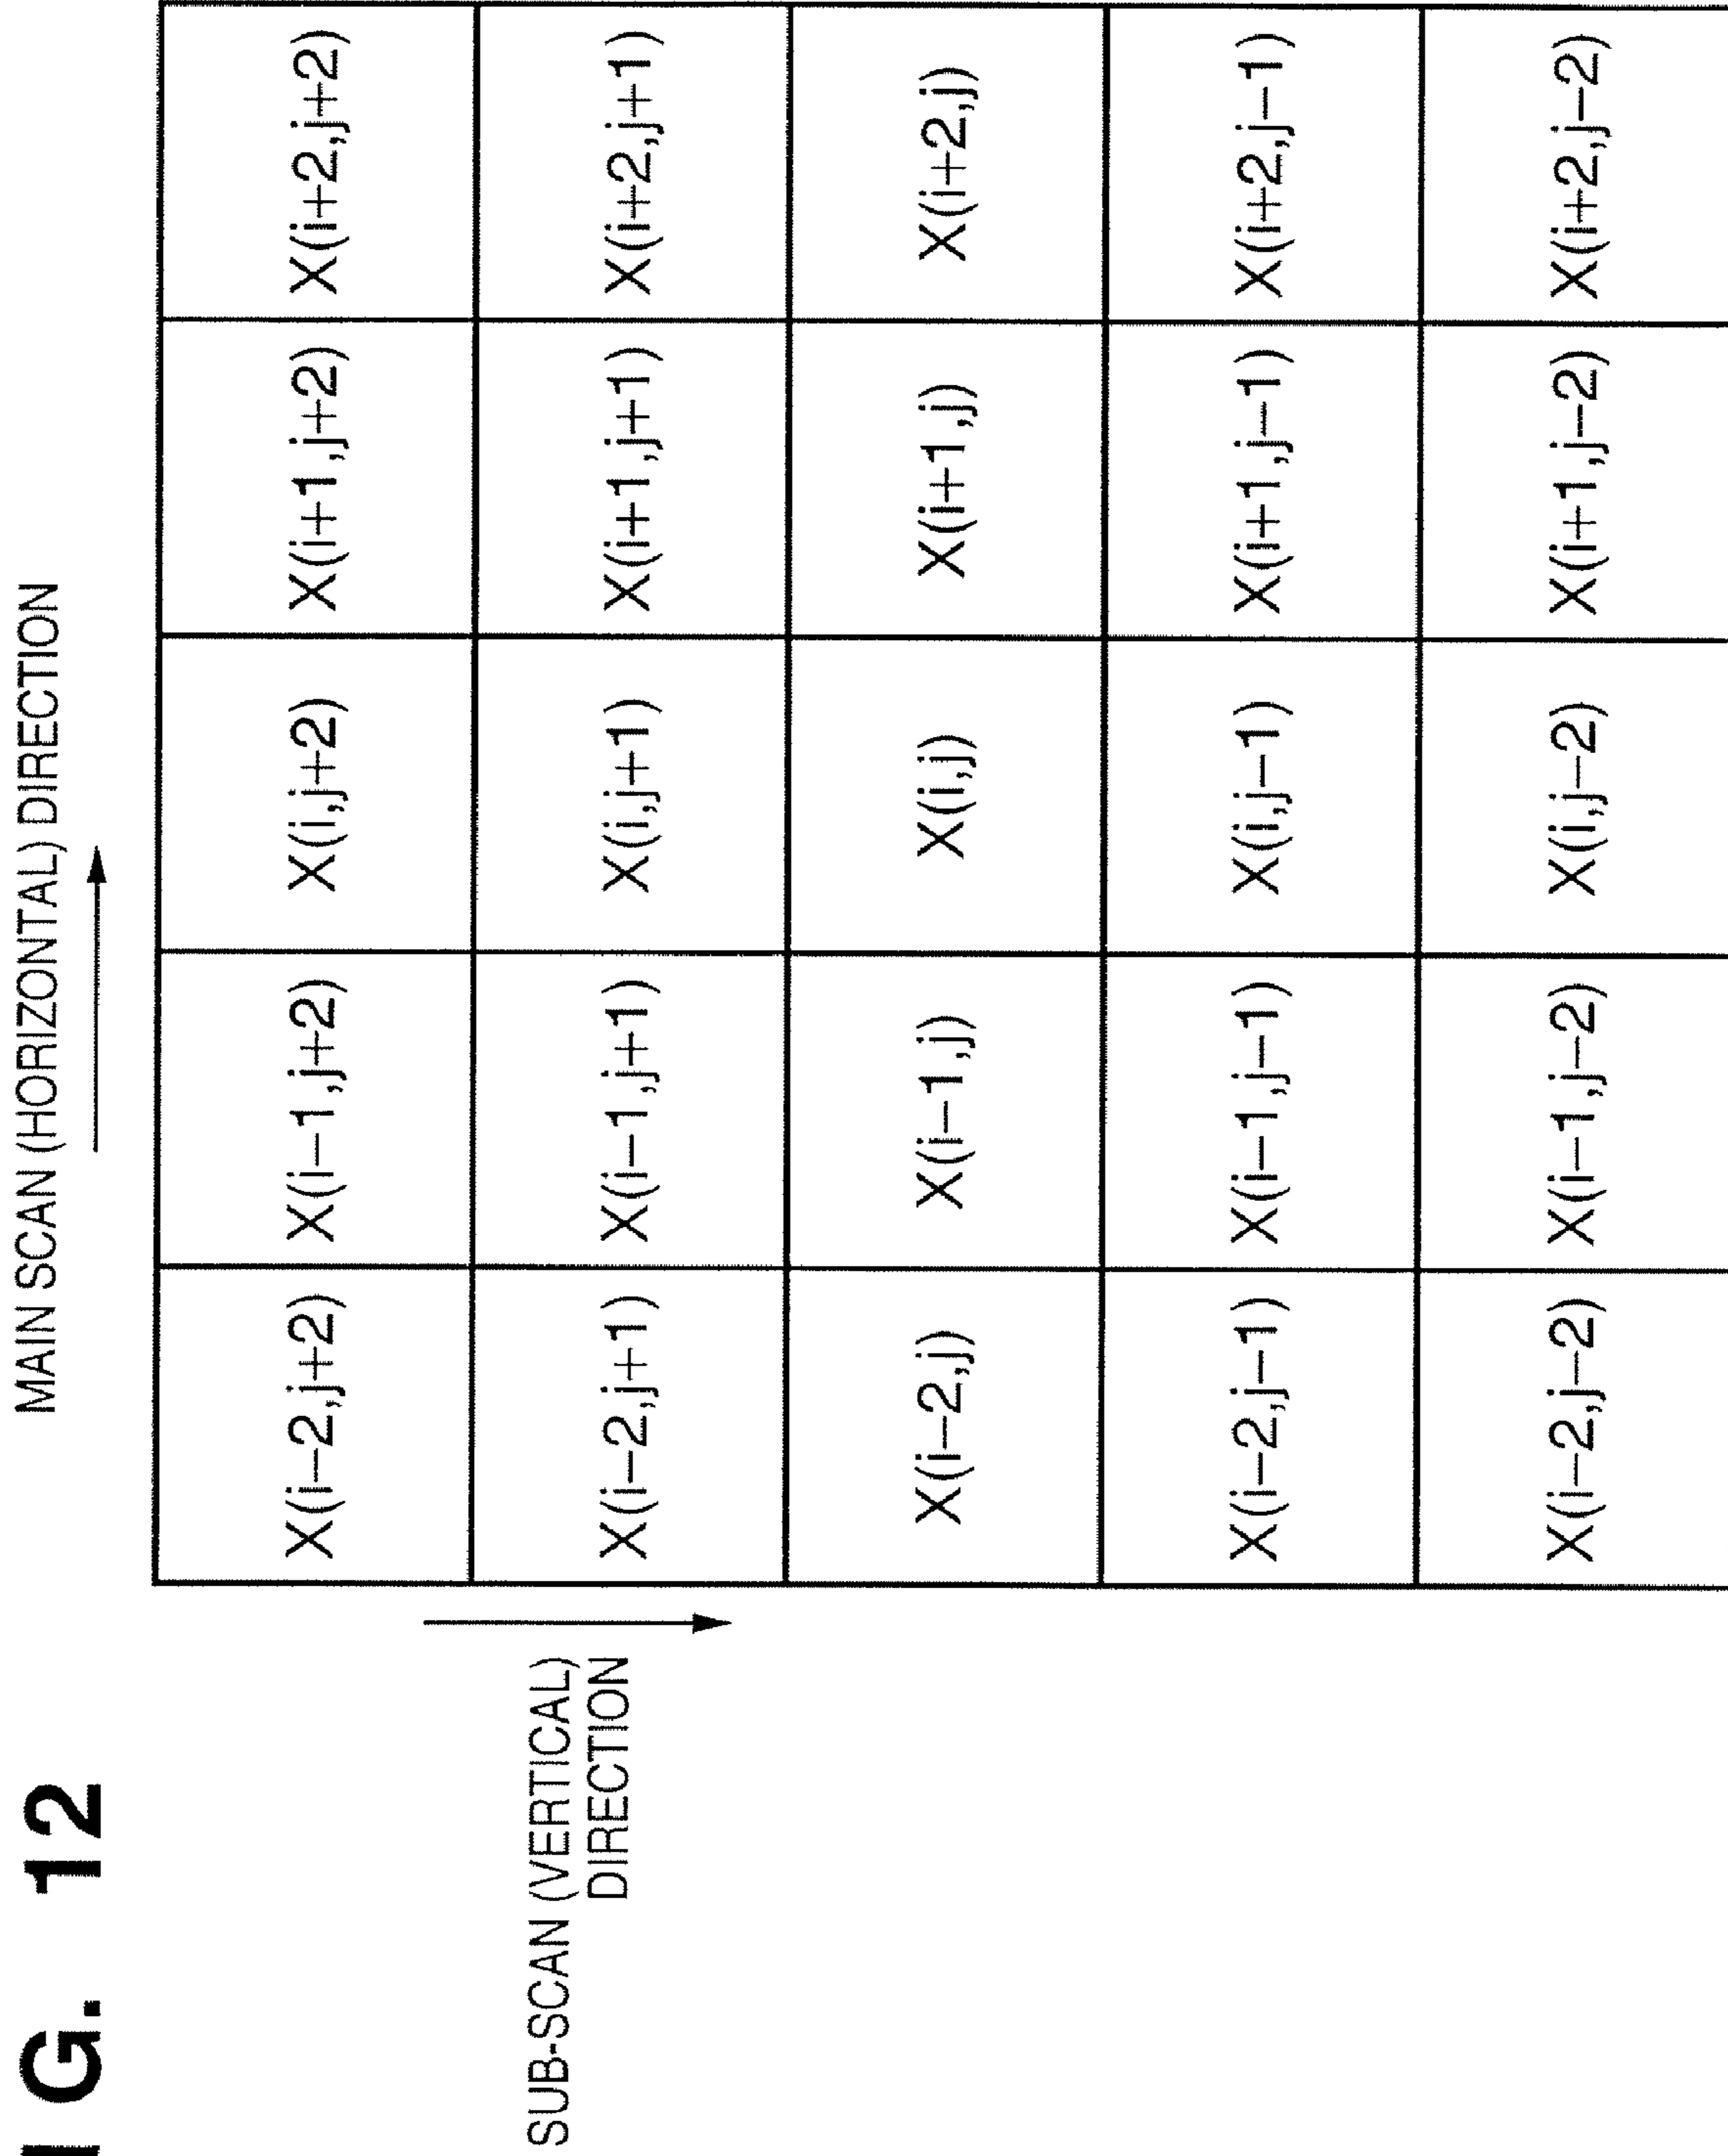 IG. 12
MAIN SCAN (HORIZONTAL) DIRECTION
SUB-SCAN (VERTICAL)
DIRECTION
X(i−2,j+2) X(i−1,j+2) X(i,j+2) X(i+1,j+2) X(i+2,j+2)
X(i−2,j+1) X(i−1,j+1) X(i,j+1) X(i+1,j+1) X(i+2,j+1)
X(i−2,j) X(i−1,j) X(i,j) X(i+1,j) X(i+2,j)
X(i−2,j−1) X(i−1,j−1) X(i,j−1) X(i+1,j−1) X(i+2,j−1)
X(i−2,j−2) X(i−1,j−2) X(i,j−2) X(i+1,j−2) X(i+2,j−2)